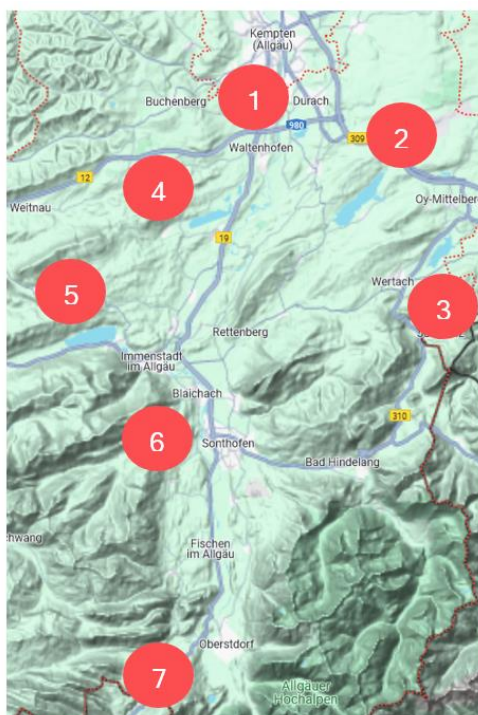 Kempten
(Allgäu)
1
Buchenberg
Durach
980
309
2
Waltenhofen
12
4
Weitnau
Oy-Mittelberg
19
5
Wertach
3
Rettenberg
Immenstadt
im Allgäu
Blaichach
310
6
Sonthofen
Bad Hindelang
chwang
Fischen
im Allgäu
Oberstdorf
7
Allgäuer
Hochalpen